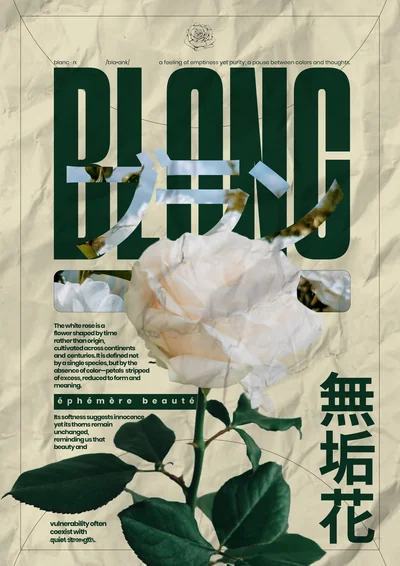 blanc · n.
/blɑ•ɑnk/
a feeling of emptiness yet purity; a pause between colors and thoughts.
BLANC
ブラン
The white rose is a
flower shaped by time
rather than origin,
cultivated across continents
and centuries. It is defined not
by a single species, but by the
absence of color—petals stripped
of excess, reduced to form and
meaning.
éphémère beauté
Its softness suggests innocence
yet its thorns remain
unchanged,
reminding us that
beauty and
vulnerability often
coexist with
quiet strength.
無垢花